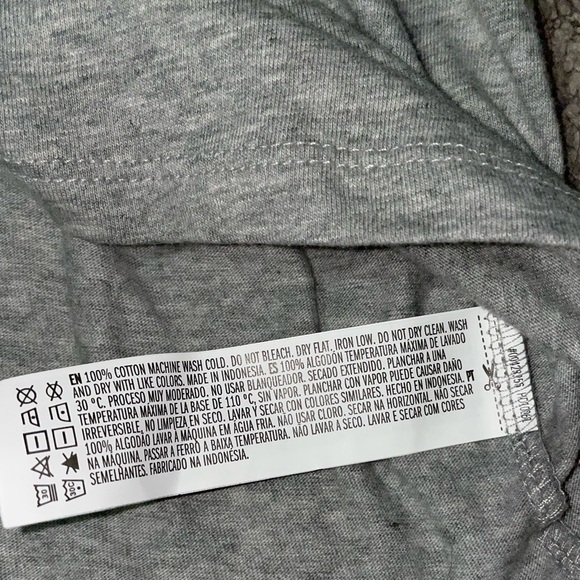 EN 100% COTTON MACHINE WASH COLD. DO NOT BLEACH. DRY FLAT. IRON LOW. DO NOT DRY CLEAN. WASH
AND DRY WITH LIKE COLORS. MADE IN INDONESIA. ES 100% ALGODÓN TEMPERATURA MÁXIMA DE LAVADO
30 °C. PROCESO MUY MODERADO. NO USAR BLANQUEADOR. SECADO EXTENDIDO. PLANCHAR A UNA
TEMPERATURA MÁXIMA DE LA BASE DE 110 °C, SIN VAPOR. PLANCHAR CON VAPOR PUEDE CAUSAR DAÑO
IRREVERSIBLE, NO LIMPIEZA EN SECO. LAVAR Y SECAR CON COLORES SIMILARES. HECHO EN INDONESIA. PT
100% ALGODÃO LAVAR À MÁQUINA EM ÁGUA FRIA. NÃO USAR CLORO. SECAR NA HORIZONTAL. NÃO SECAR
NA MÁQUINA. PASSAR A FERRO À BAIXA TEMPERATURA. NÃO LAVAR A SECO. LAVAR E SECAR COM CORES
SEMELHANTES. FABRICADO NA INDONÉSIA.
30C